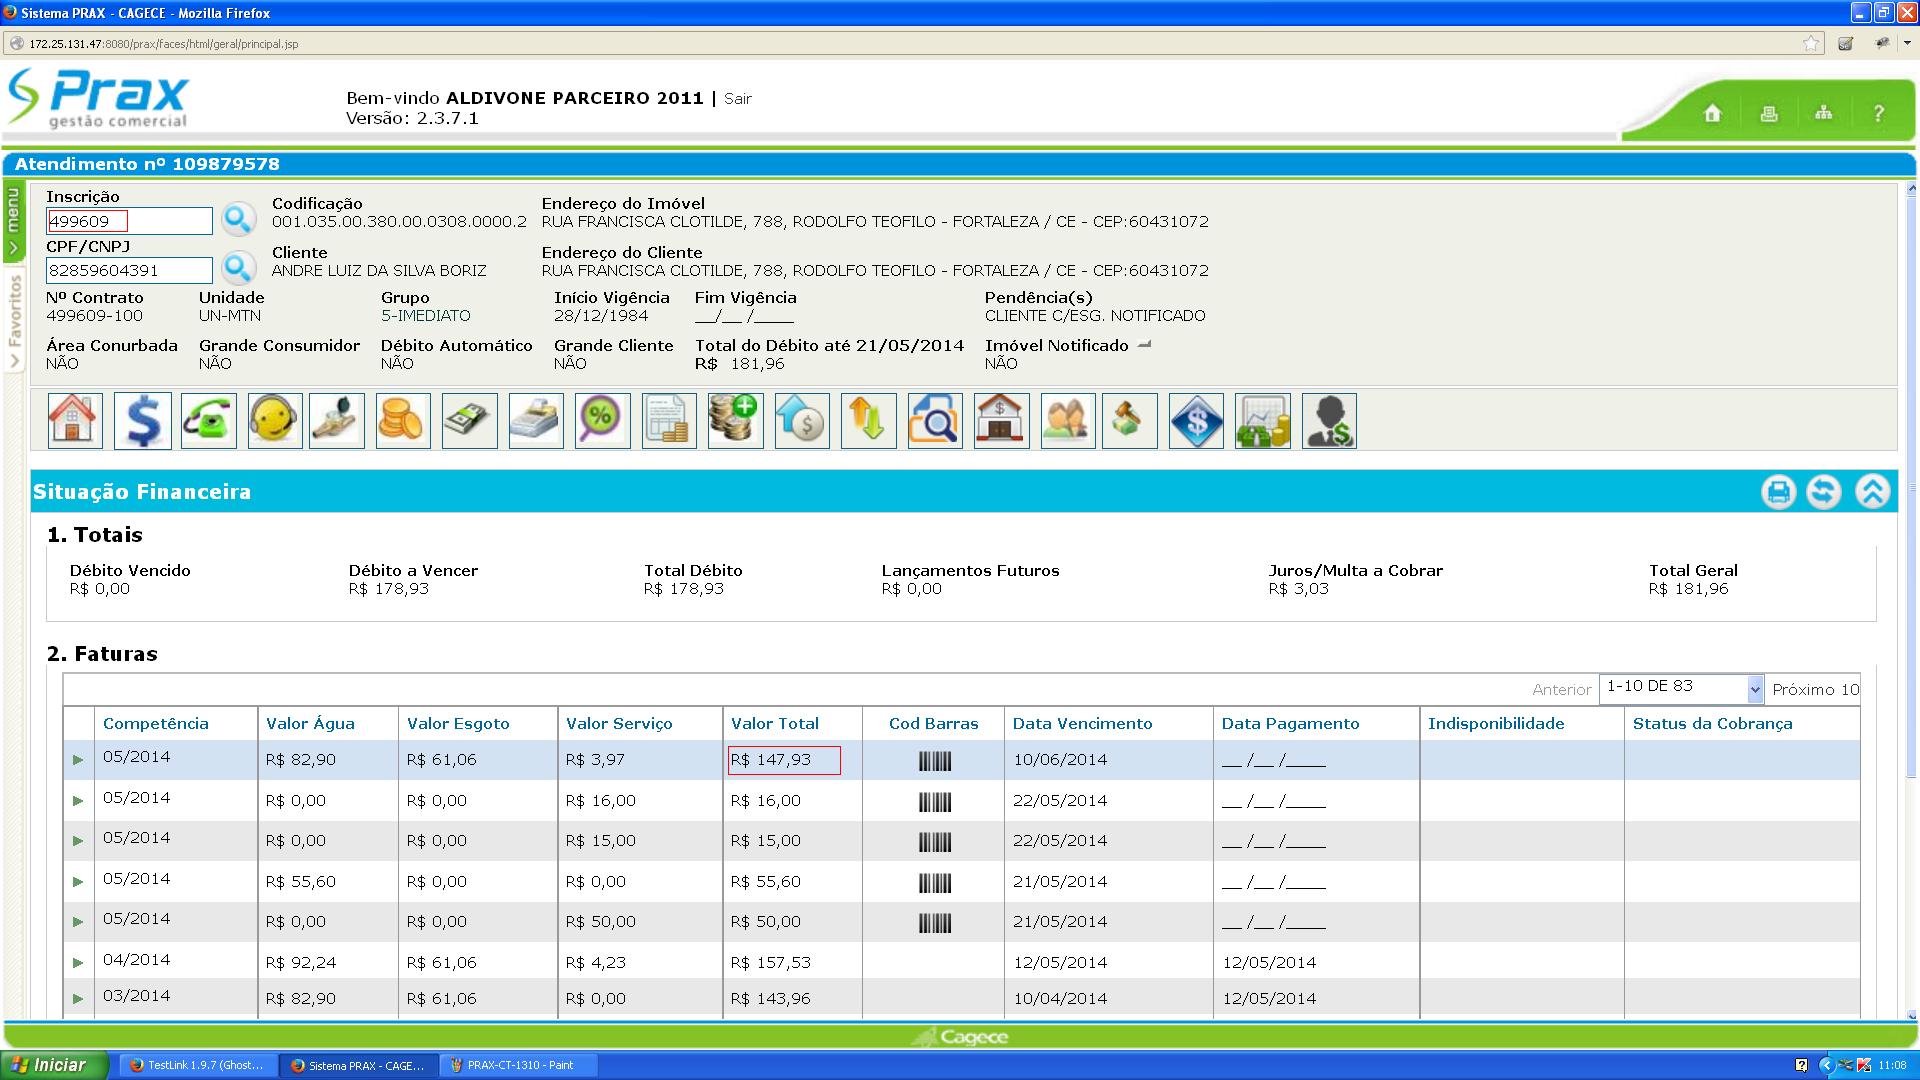 Sistema PRAX - CAGECE - Mozilla Firefox
172.25.131.47:8080/prax/faces/html/geral/principal.jsp
Prax
gestão comercial
Bem-vindo ALDIVONE PARCEIRO 2011 | Sair
Versão: 2.3.7.1
?
Atendimento nº 109879578
menu
Favoritos
Inscrição
499609
Codificação
001.035.00.380.00.0308.0000.2
Endereço do Imóvel
RUA FRANCISCA CLOTILDE, 788, RODOLFO TEOFILO - FORTALEZA / CE - CEP:60431072
CPF/CNPJ
82859604391
Cliente
ANDRE LUIZ DA SILVA BORIZ
Endereço do Cliente
RUA FRANCISCA CLOTILDE, 788, RODOLFO TEOFILO - FORTALEZA / CE - CEP:60431072
Nº Contrato Unidade Grupo Início Vigência Fim Vigência Pendência(s)
499609-100 UN-MTN 5-IMEDIATO 28/12/1984 __/__ /____ CLIENTE C/ESG. NOTIFICADO
Área Conurbada Grande Consumidor Débito Automático Grande Cliente Total do Débito até 21/05/2014 Imóvel Notificado
NÃO NÃO NÃO NÃO R$ 181,96 NÃO
Situação Financeira
1. Totais
Débito Vencido Débito a Vencer Total Débito Lançamentos Futuros Juros/Multa a Cobrar Total Geral
R$ 0,00 R$ 178,93 R$ 178,93 R$ 0,00 R$ 3,03 R$ 181,96
2. Faturas
Anterior 1-10 DE 83 Próximo 10
Competência Valor Água Valor Esgoto Valor Serviço Valor Total Cod Barras Data Vencimento Data Pagamento Indisponibilidade Status da Cobrança
05/2014 R$ 82,90 R$ 61,06 R$ 3,97 R$ 147,93 10/06/2014 __ /__ /____
05/2014 R$ 0,00 R$ 0,00 R$ 16,00 R$ 16,00 22/05/2014 __ /__ /____
05/2014 R$ 0,00 R$ 0,00 R$ 15,00 R$ 15,00 22/05/2014 __ /__ /____
05/2014 R$ 55,60 R$ 0,00 R$ 0,00 R$ 55,60 21/05/2014 __ /__ /____
05/2014 R$ 0,00 R$ 0,00 R$ 50,00 R$ 50,00 21/05/2014 __ /__ /____
04/2014 R$ 92,24 R$ 61,06 R$ 4,23 R$ 157,53 12/05/2014 12/05/2014
03/2014 R$ 82,90 R$ 61,06 R$ 0,00 R$ 143,96 10/04/2014 12/05/2014
Cagece
Iniciar
TestLink 1.9.7 (Ghost...
Sistema PRAX - CAGE...
PRAX-CT-1310 - Paint
11:08